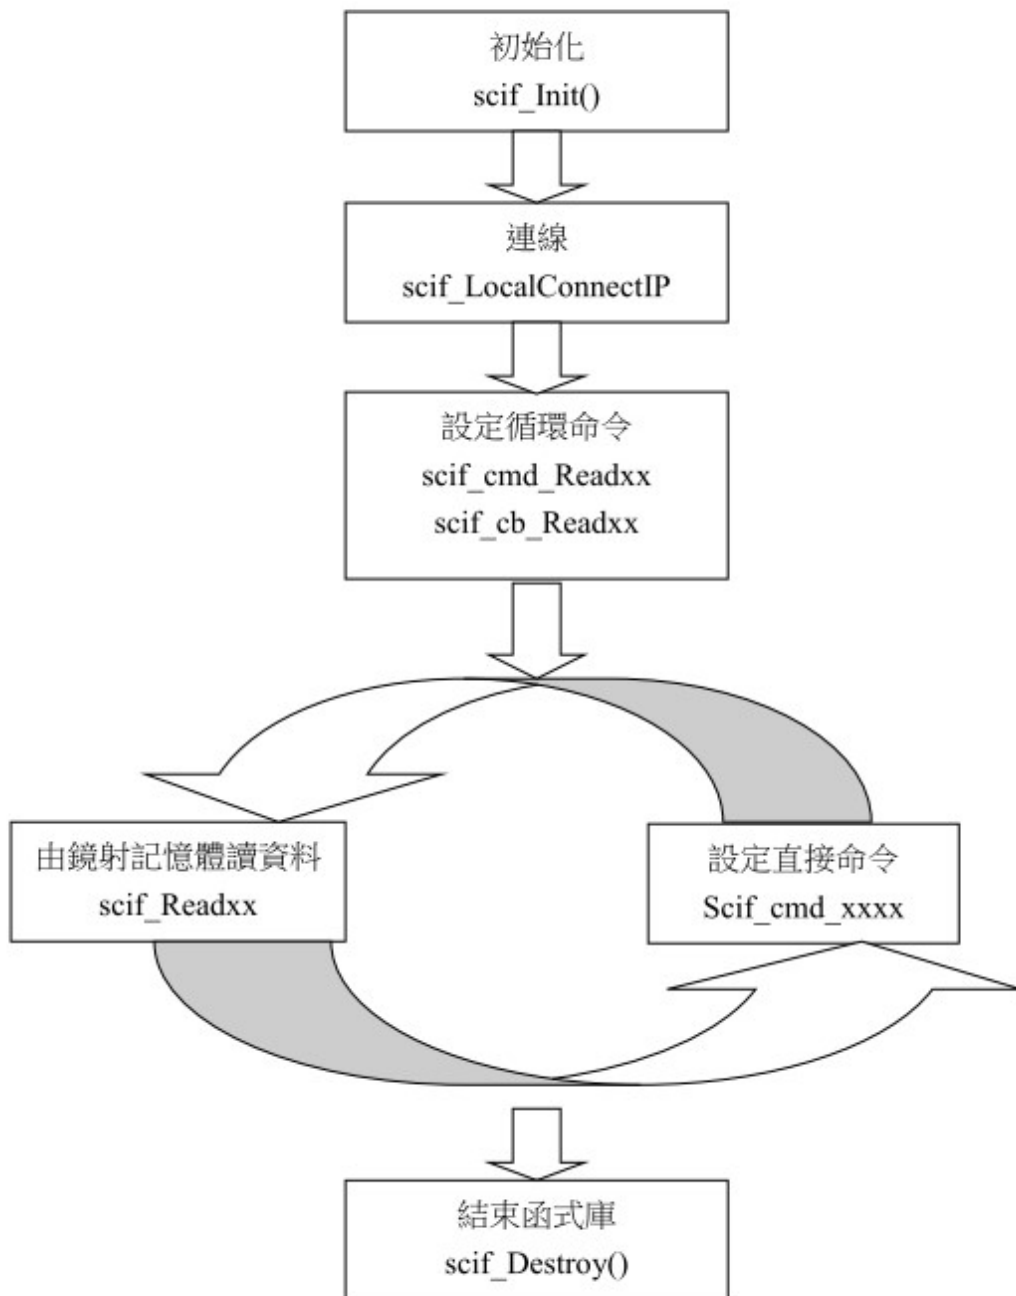 初始化
scif_Init()
連線
scif_LocalConnectIP
設定循環命令
scif_cmd_Readxx
scif_cb_Readxx
由鏡射記憶體讀資料
scif_Readxx
設定直接命令
Scif_cmd_xxxx
結束函式庫
scif_Destroy()